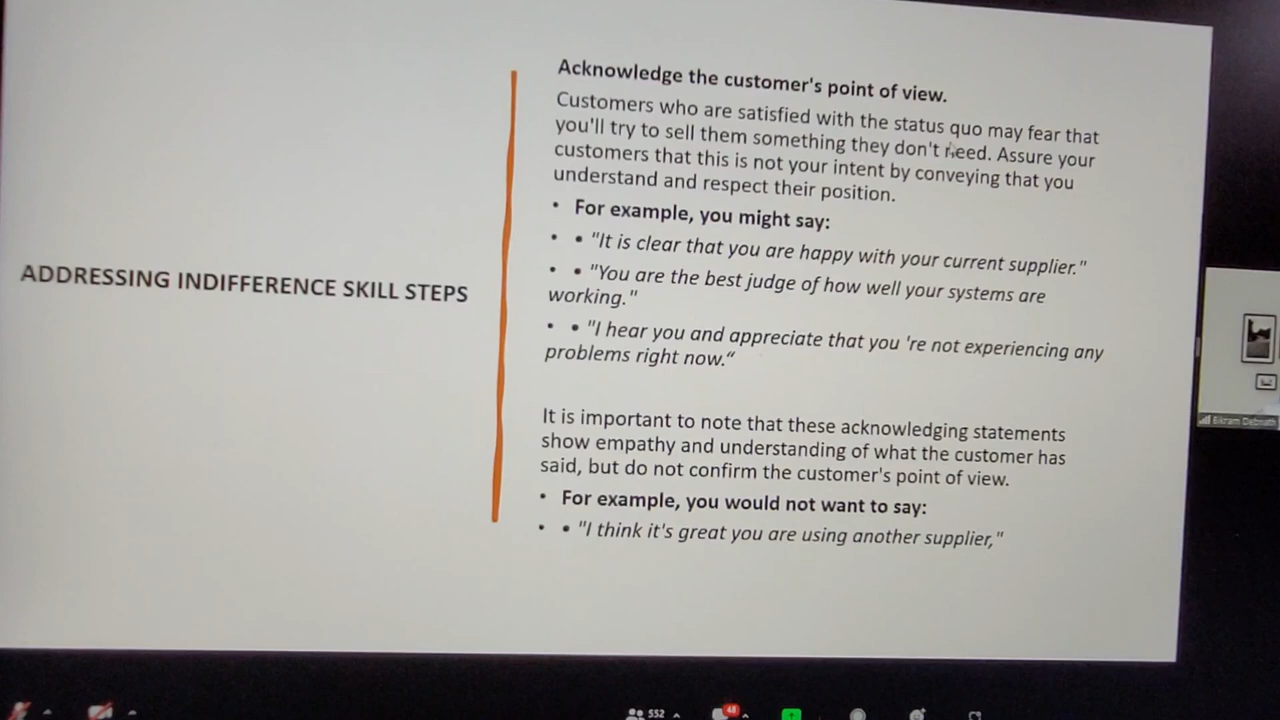 ADDRESSING INDIFFERENCE SKILL STEPS
Acknowledge the customer's point of view.
Customers who are satisfied with the status quo may fear that
you'll try to sell them something they don't need. Assure your
customers that this is not your intent by conveying that you
understand and respect their position.
• For example, you might say:
• • "It is clear that you are happy with your current supplier."
• • "You are the best judge of how well your systems are
working."
• • "I hear you and appreciate that you 're not experiencing any
problems right now.“
It is important to note that these acknowledging statements
show empathy and understanding of what the customer has
said, but do not confirm the customer's point of view.
• For example, you would not want to say:
• • "I think it's great you are using another supplier,"
Bikram Debnath
552
48